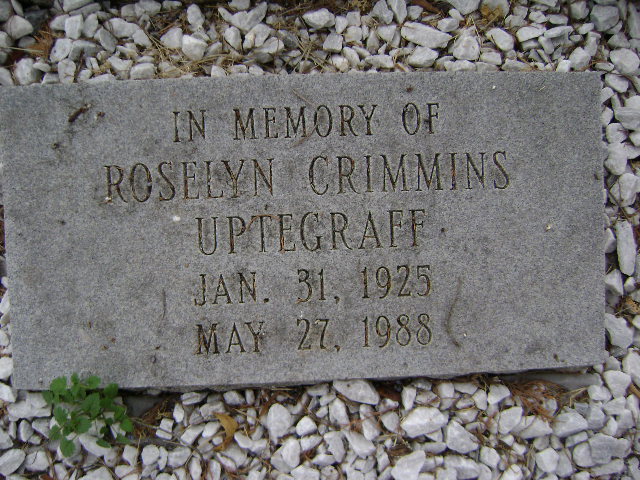 IN MEMORY OF
ROSELYN CRIMMINS
UPTEGRAFF
JAN. 31, 1925
MAY 27, 1988